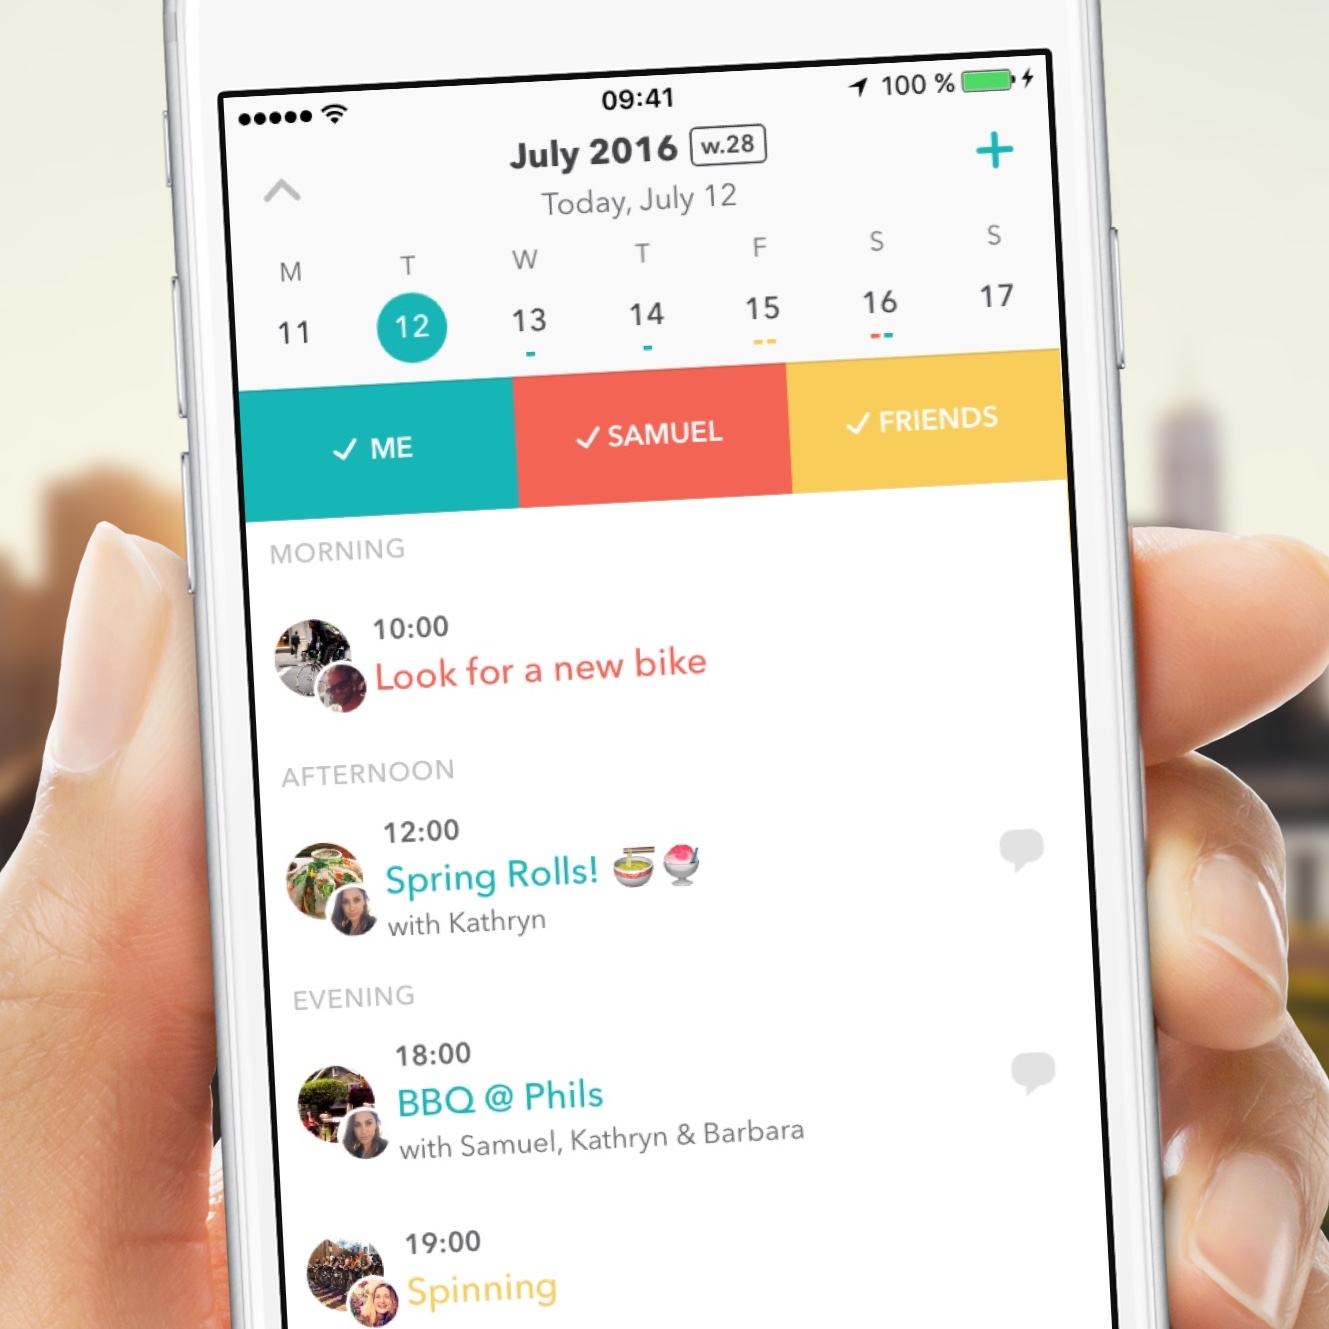 09:41
100 %
July 2016 w.28
Today, July 12
M T W T F S S
11 12 13 14 15 16 17
ME SAMUEL FRIENDS
MORNING
10:00
Look for a new bike
AFTERNOON
12:00
Spring Rolls! 🍜🍧
with Kathryn
EVENING
18:00
BBQ @ Phils
with Samuel, Kathryn & Barbara
19:00
Spinning